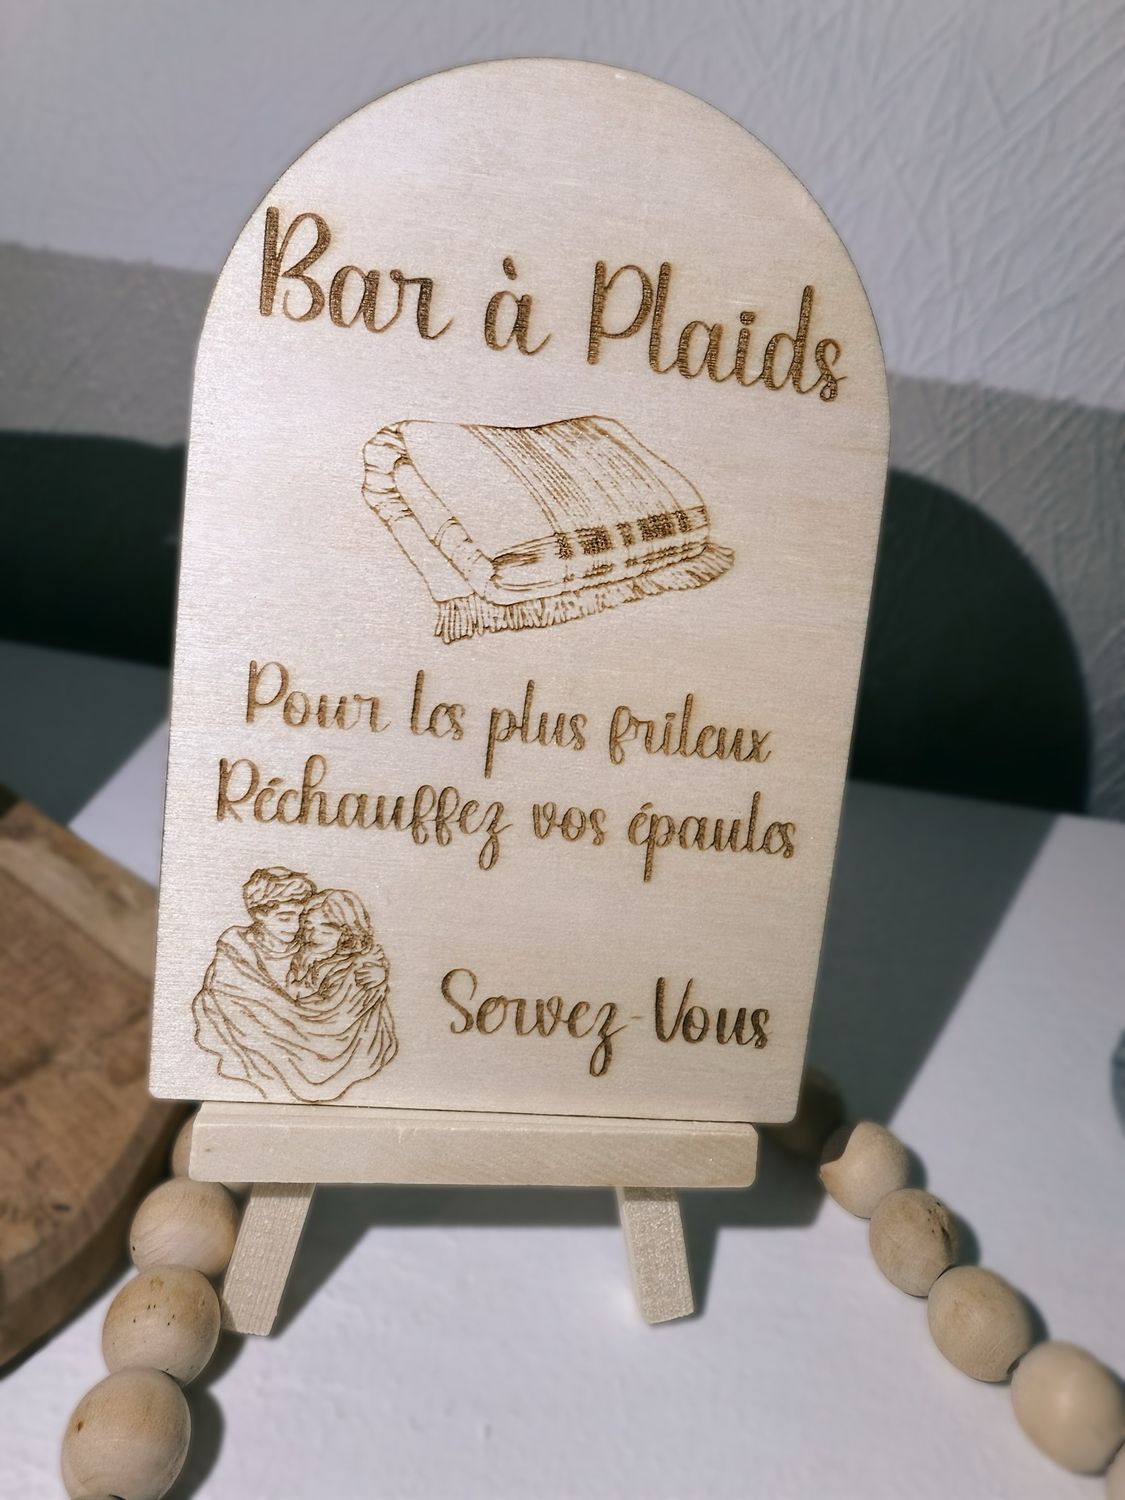 Bar à Plaids
Pour les plus frileux
Réchauffez vos épaules
Servez-Vous